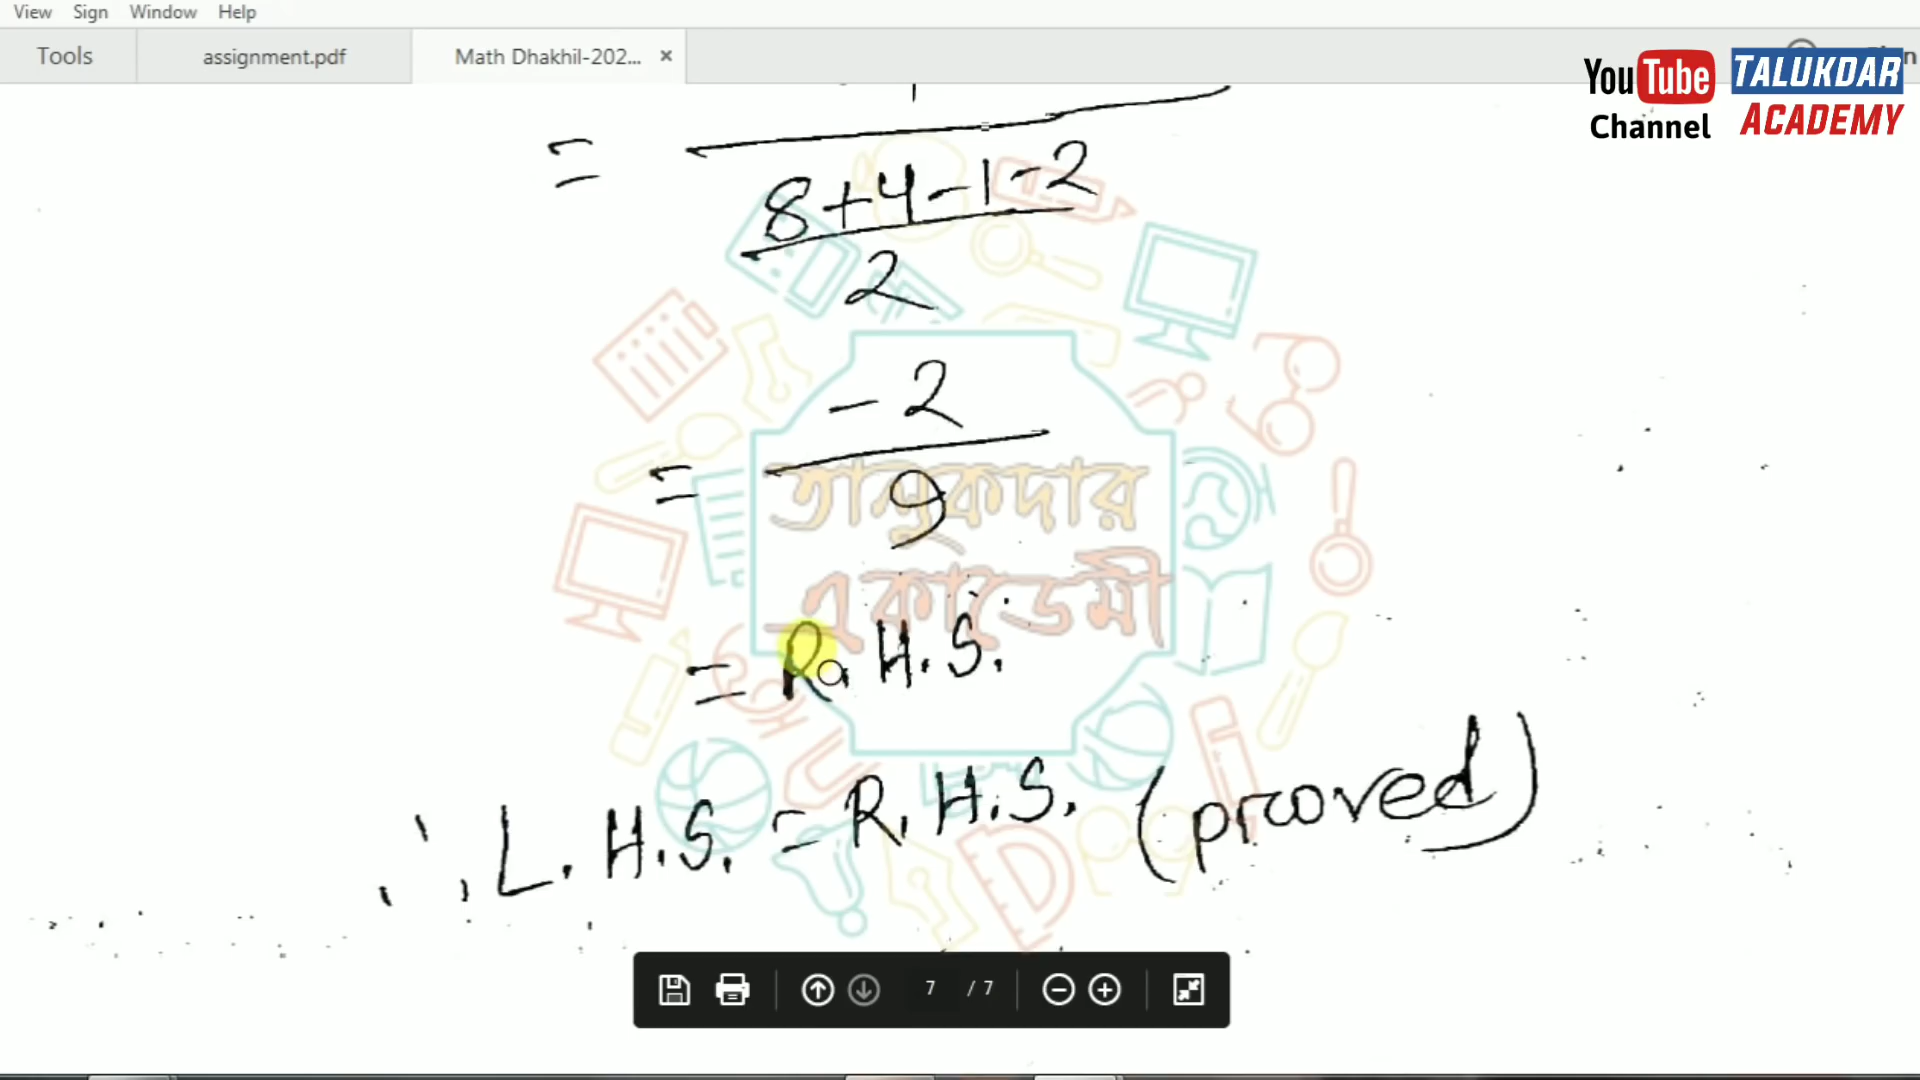 View Sign Window Help
Tools assignment.pdf Math Dhakhil-202... ×
YouTube TALUKDAR
Channel ACADEMY
=
8+4-1-2
2
-2
= 9
তালুকদার
একাডেমী
= R. H.S.
∴ L.H.S. = R.H.S. (proved)
7 / 7